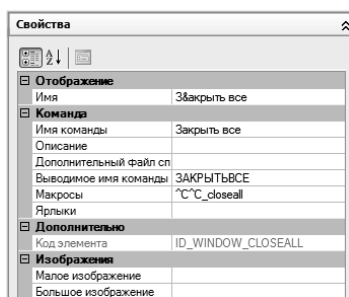 Свойства
Отображение
Имя З&акрыть все
Команда
Имя команды Закрыть все
Описание
Дополнительный файл сп
Выводимое имя команды ЗАКРЫТЬВСЕ
Макросы ^C^C_closeall
Ярлыки
Дополнительно
Код элемента ID_WINDOW_CLOSEALL
Изображения
Малое изображение
Большое изображение